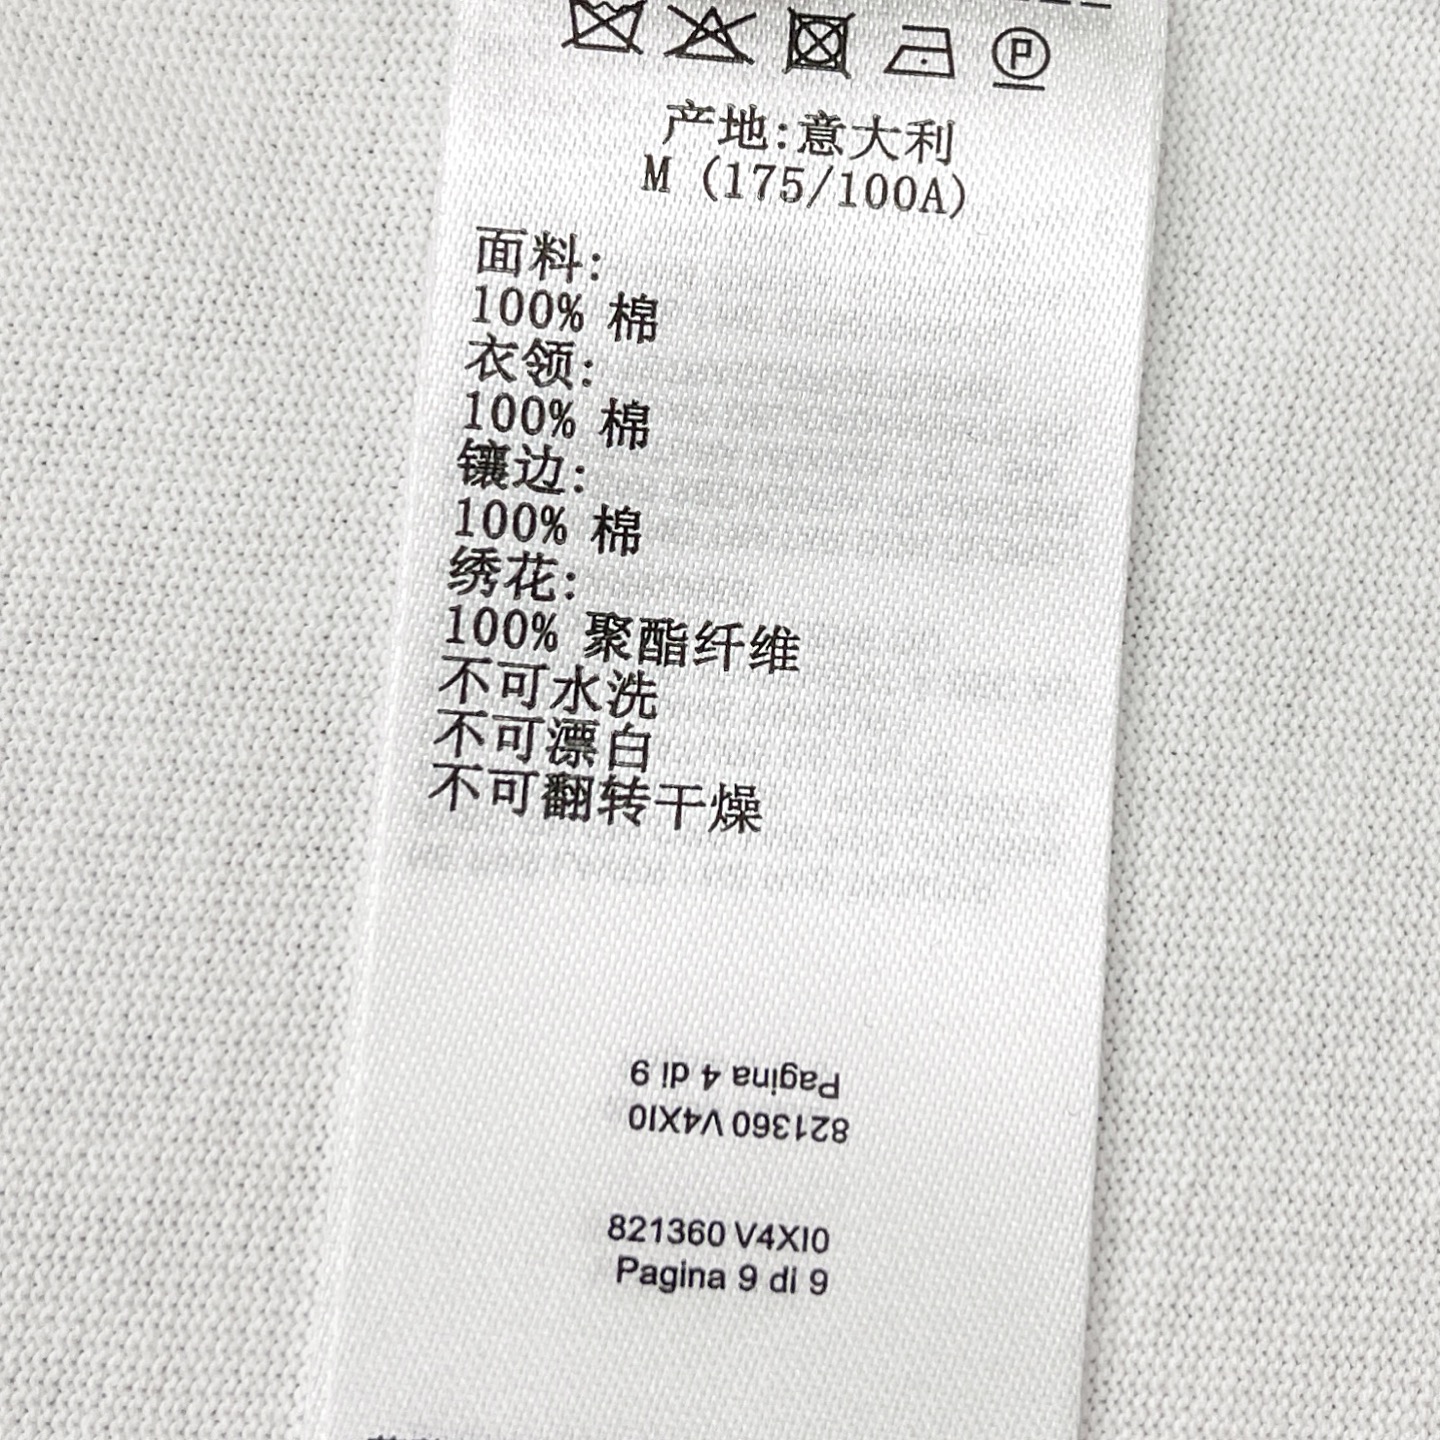 产地:意大利
M (175/100A)
面料:
100% 棉
衣领:
100% 棉
镶边:
100% 棉
绣花:
100% 聚酯纤维
不可水洗
不可漂白
不可翻转干燥
Pagina 4 di 9
821360 V4XI0
821360 V4XI0
Pagina 9 di 9